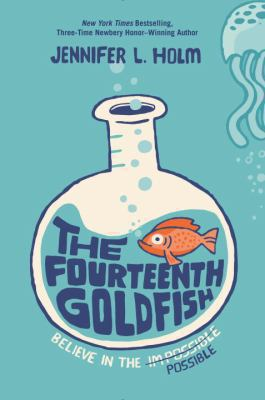 New York Times Bestselling,
Three-Time Newbery Honor–Winning Author
JENNIFER L. HOLM
THE
FOURTEENTH
GOLDFISH
BELIEVE IN THE IMPOSSIBLE
POSSIBLE